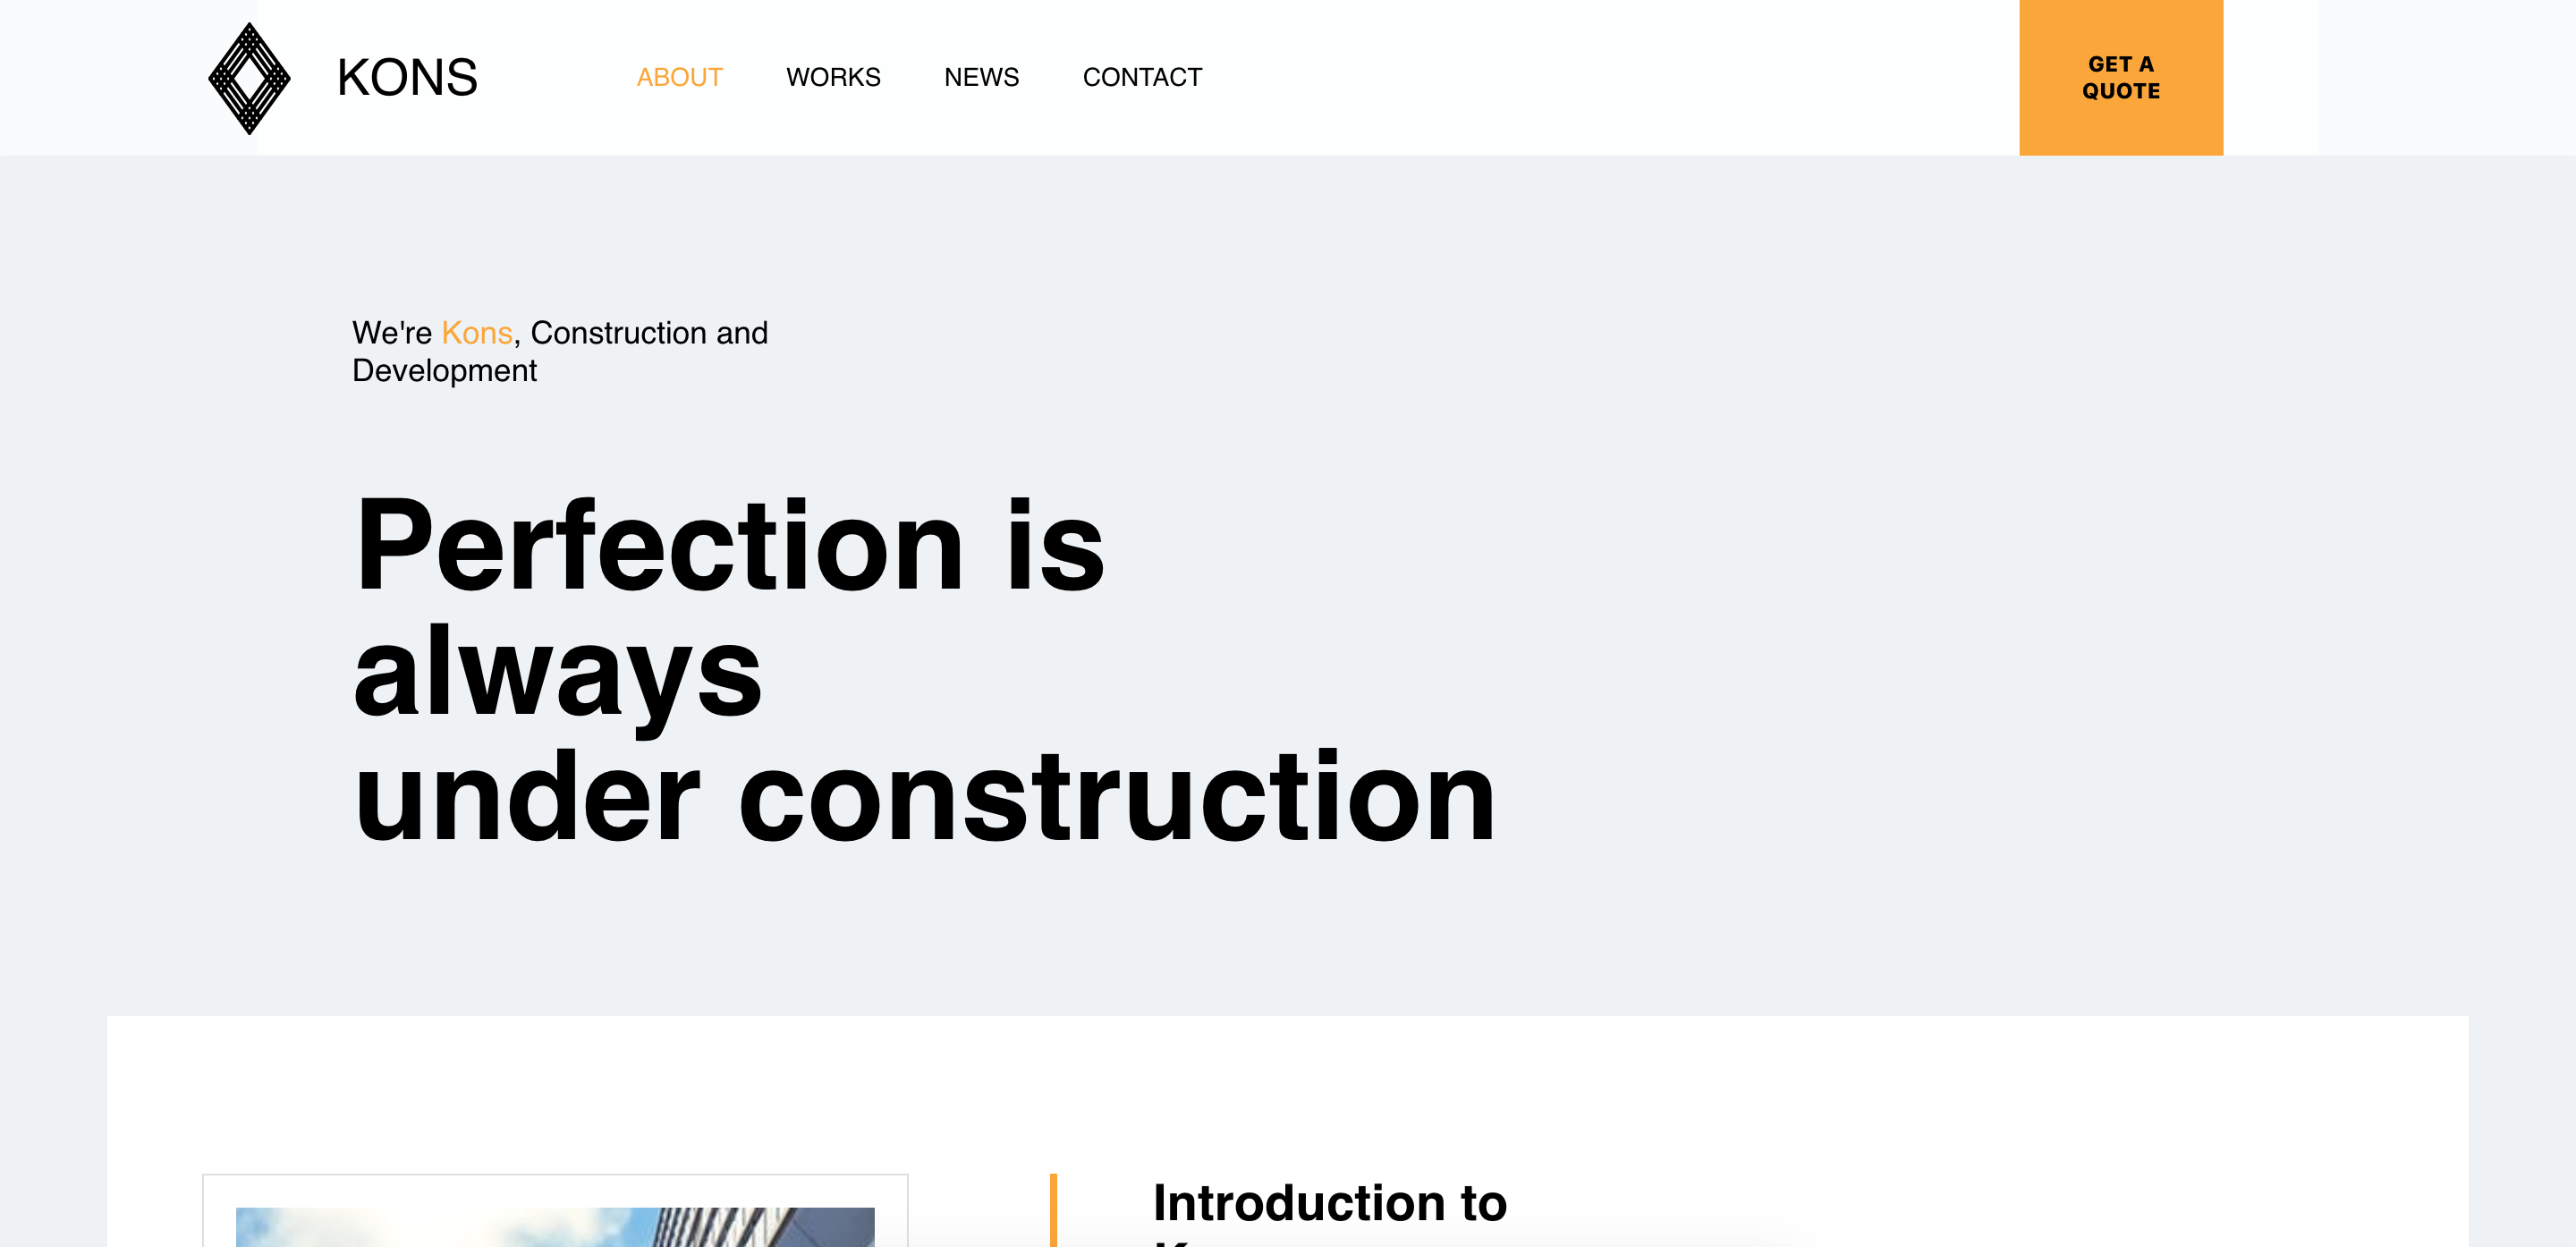 KONS
ABOUT
WORKS
NEWS
CONTACT
GET A
QUOTE
We're Kons, Construction and
Development
Perfection is
always
under construction
Introduction to